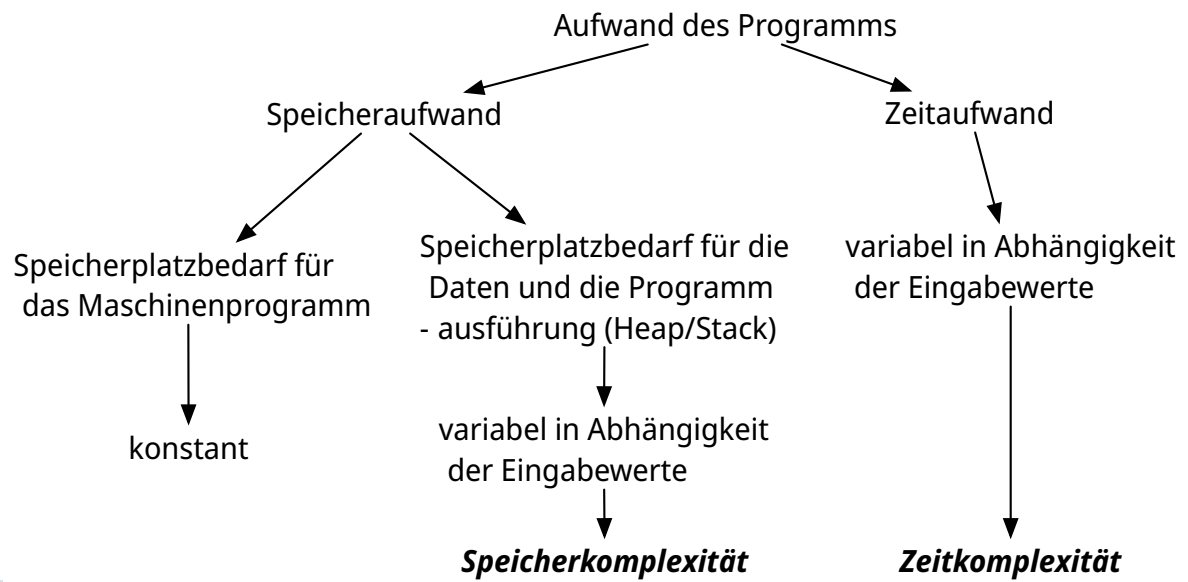 Aufwand des Programms
Speicheraufwand
Zeitaufwand
Speicherplatzbedarf für
das Maschinenprogramm
Speicherplatzbedarf für die
Daten und die Programm
- ausführung (Heap/Stack)
variabel in Abhängigkeit
der Eingabewerte
konstant
variabel in Abhängigkeit
der Eingabewerte
Speicherkomplexität
Zeitkomplexität